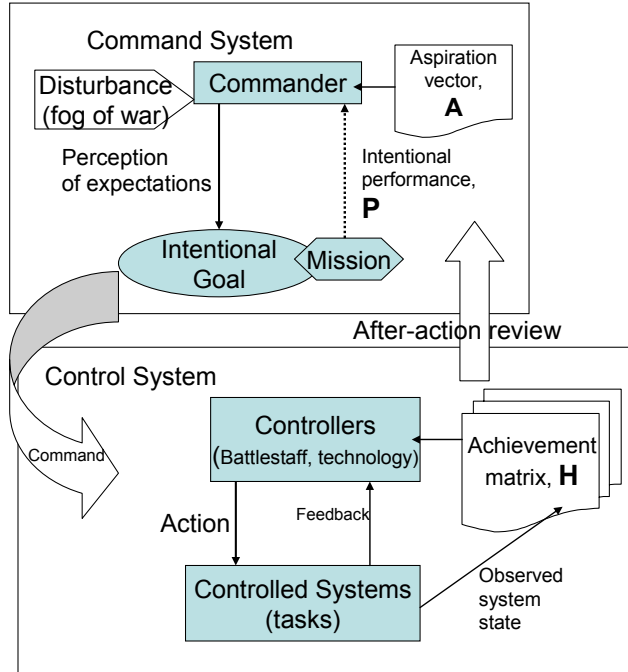 Command System
Disturbance
(fog of war)
Commander
Aspiration
vector,
A
Perception
of expectations
Intentional
performance,
P
Intentional
Goal
Mission
After-action review
Control System
Command
Controllers
(Battlestaff, technology)
Achievement
matrix, H
Action
Feedback
Controlled Systems
(tasks)
Observed
system
state